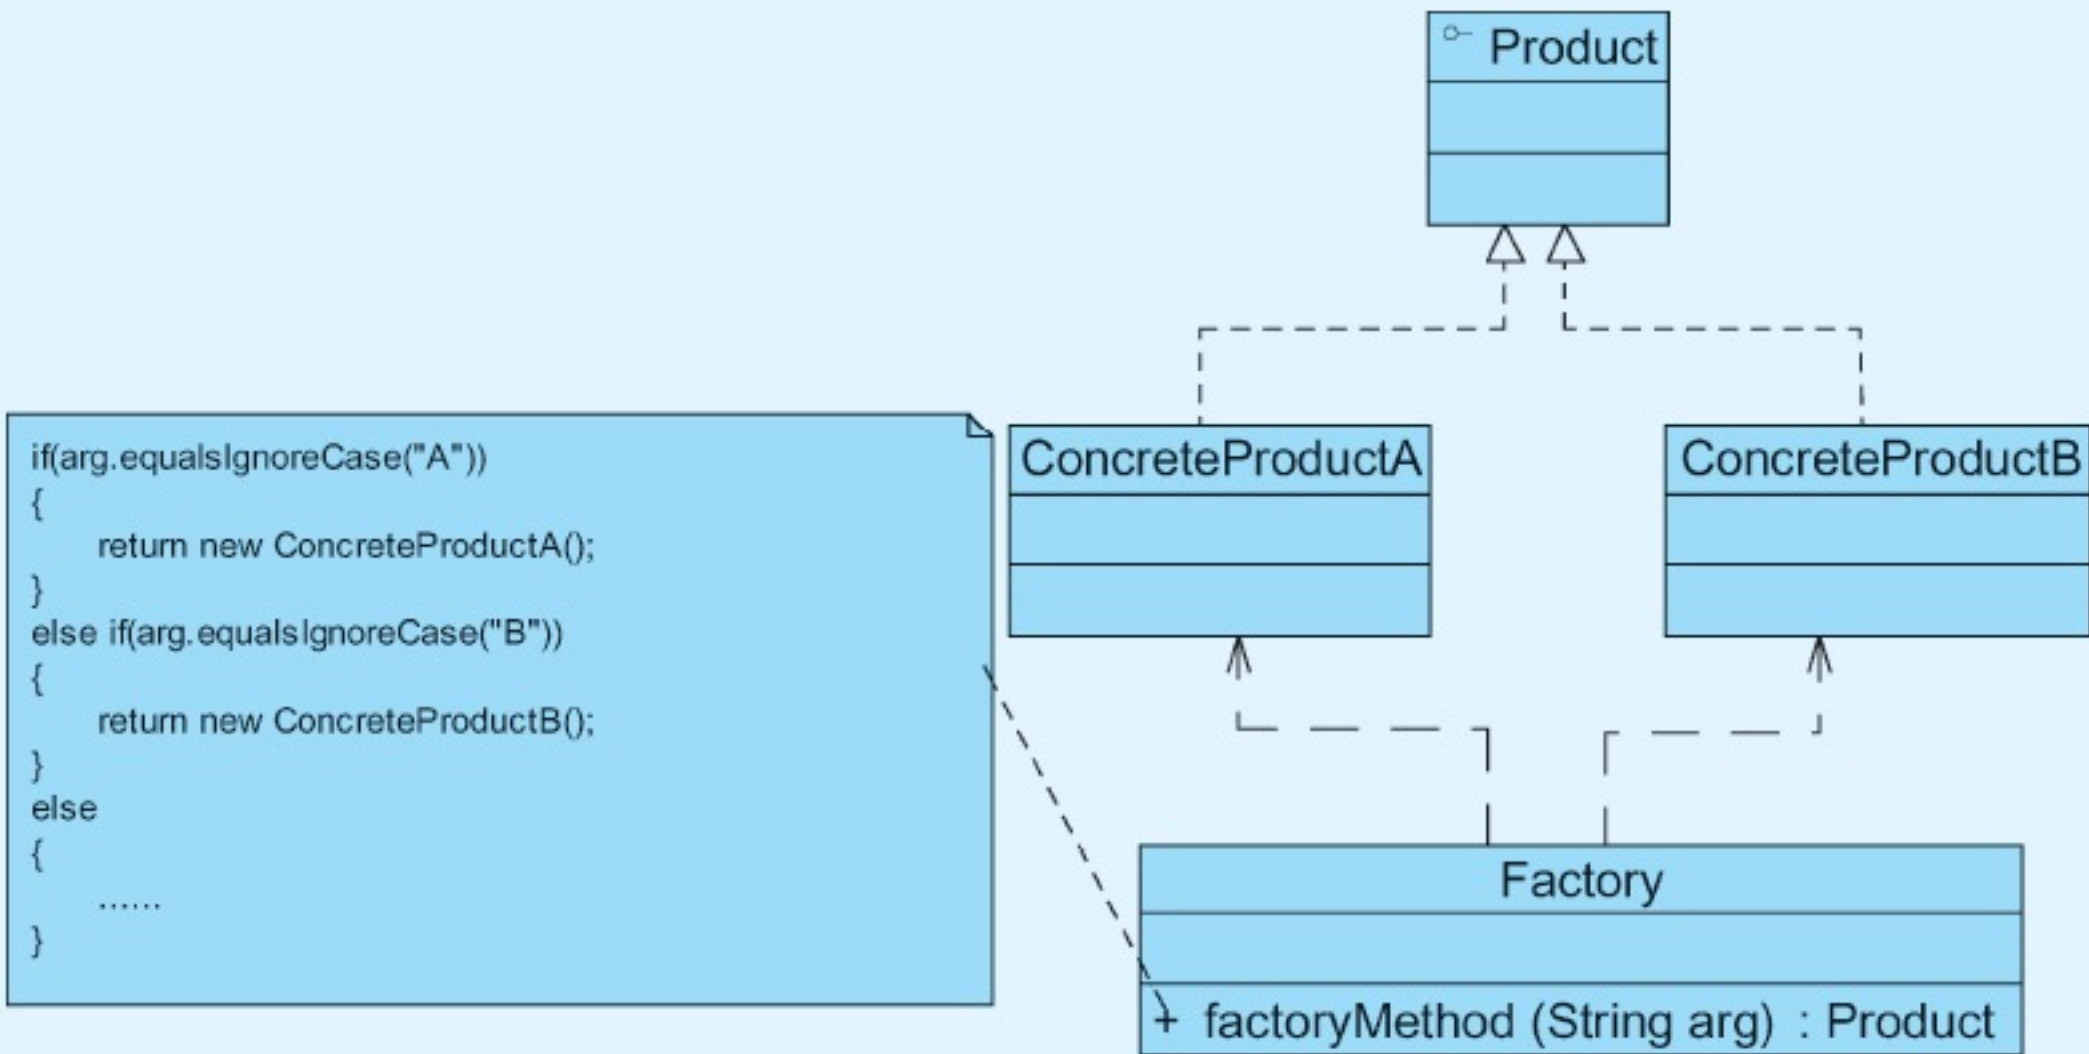 Product
if(arg.equalsIgnoreCase("A"))
{
return new ConcreteProductA();
}
else if(arg.equalsIgnoreCase("B"))
{
return new ConcreteProductB();
}
else
{
......
}
ConcreteProductA
ConcreteProductB
Factory
+ factoryMethod (String arg) : Product